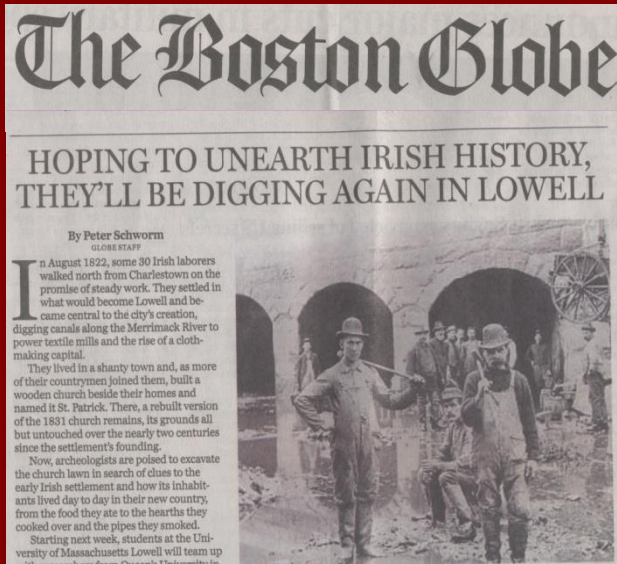 The Boston Globe
HOPING TO UNEARTH IRISH HISTORY,
THEY'LL BE DIGGING AGAIN IN LOWELL
By Peter Schworm
GLOBE STAFF
In August 1822, some 30 Irish laborers
walked north from Charlestown on the
promise of steady work. They settled in
what would become Lowell and be-
came central to the city's creation,
digging canals along the Merrimack River to
power textile mills and the rise of a cloth-
making capital.
They lived in a shanty town and, as more
of their countrymen joined them, built a
wooden church beside their homes and
named it St. Patrick. There, a rebuilt version
of the 1831 church remains, its grounds all
but untouched over the nearly two centuries
since the settlement's founding.
Now, archeologists are poised to excavate
the church lawn in search of clues to the
early Irish settlement and how its inhabit-
ants lived day to day in their new country,
from the food they ate to the hearths they
cooked over and the pipes they smoked.
Starting next week, students at the Uni-
versity of Massachusetts Lowell will team up